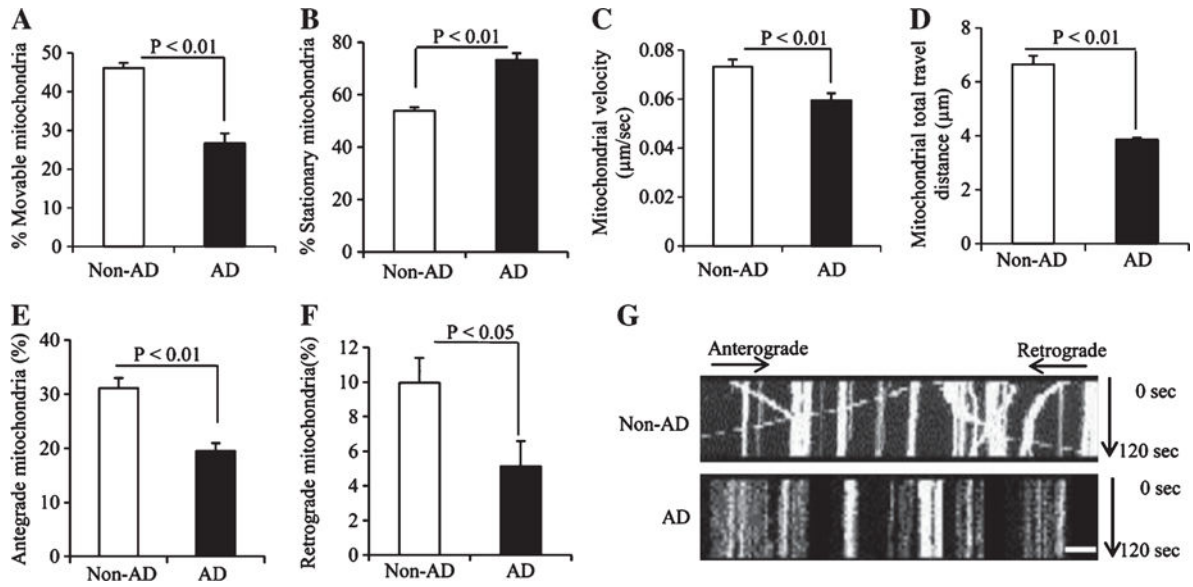 A
% Movable mitochondria
50
40
30
20
10
0
P < 0.01
Non-AD
AD
B
% Stationary mitochondria
80
60
40
20
0
P < 0.01
Non-AD
AD
C
Mitochondrial velocity
(µm/sec)
0.08
0.06
0.04
0.02
0
P < 0.01
Non-AD
AD
D
Mitochondrial total travel
distance (µm)
8
6
4
2
0
P < 0.01
Non-AD
AD
E
Antegrade mitochondria (%)
40
30
20
10
0
P < 0.01
Non-AD
AD
F
Retrograde mitochondria(%)
12
10
8
6
4
2
0
P < 0.05
Non-AD
AD
G
Anterograde
Retrograde
Non-AD
0 sec
120 sec
AD
0 sec
120 sec